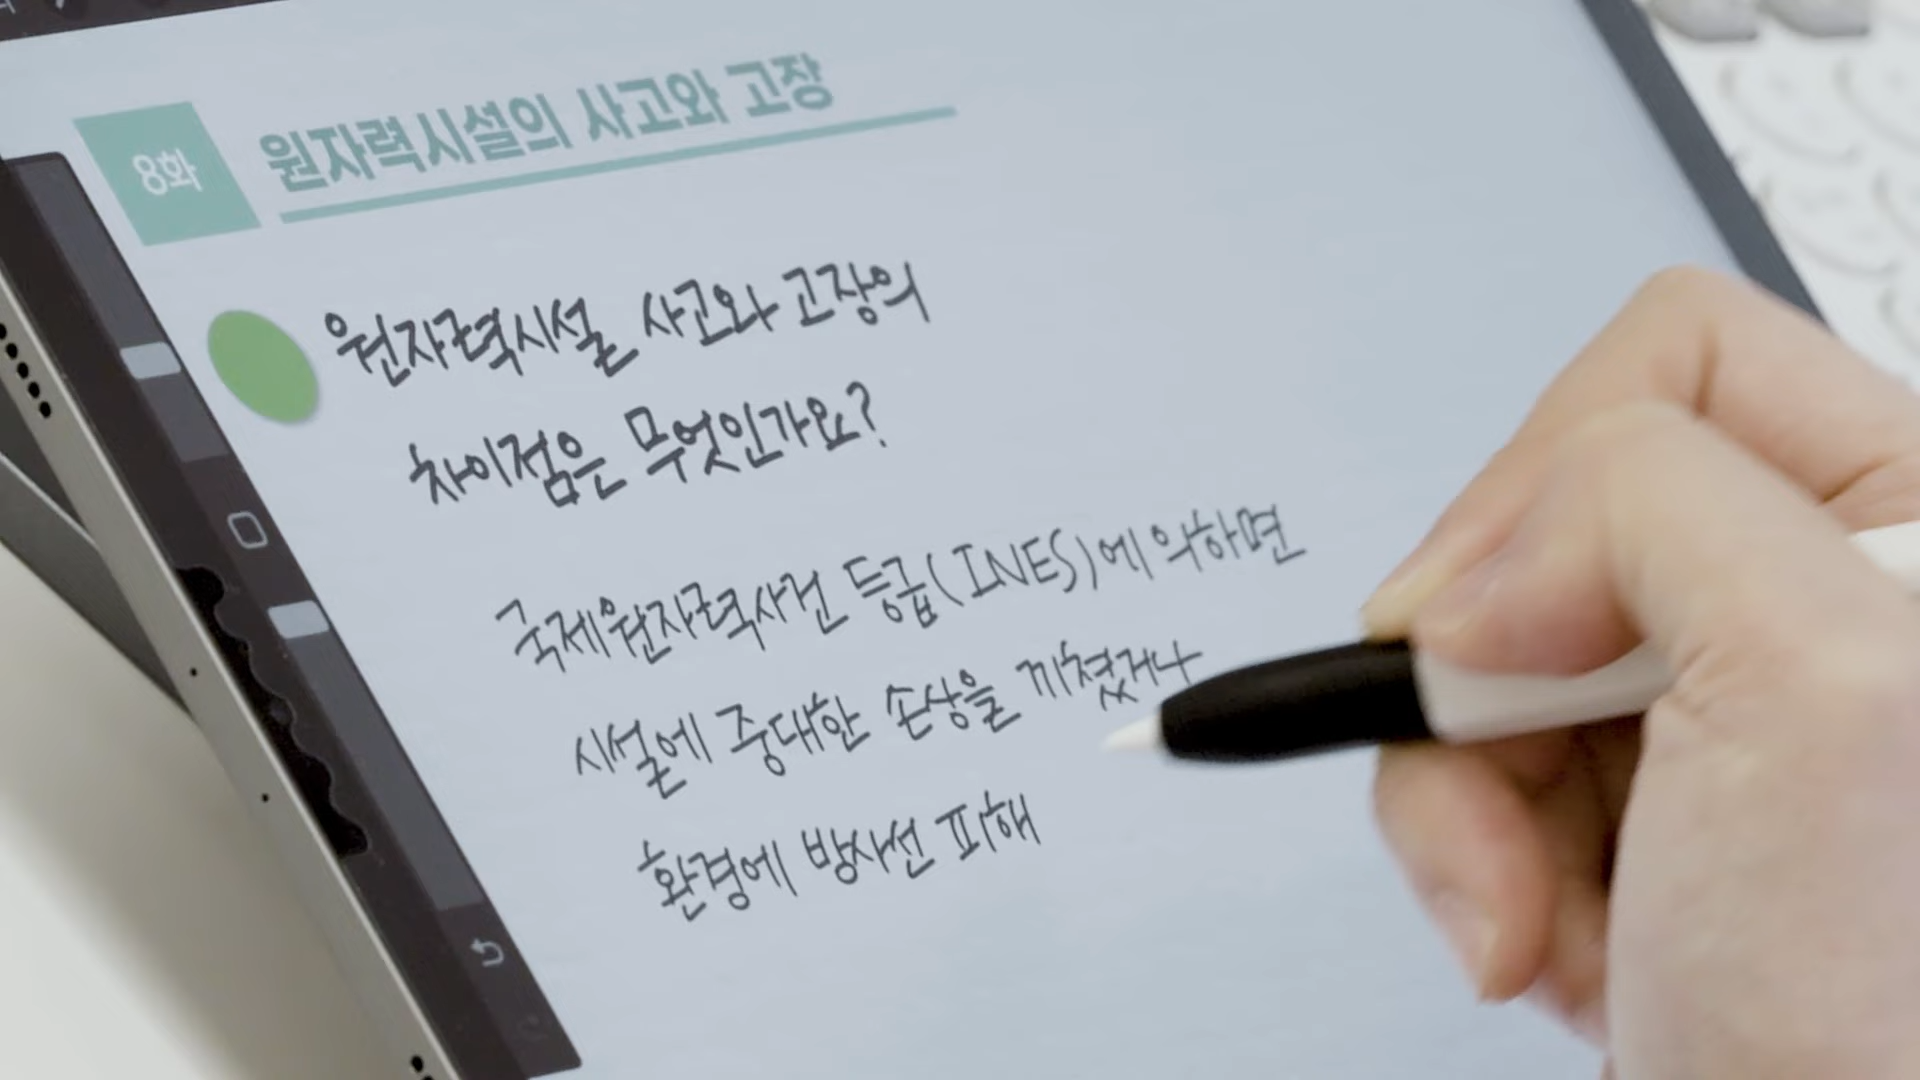 8화
원자력시설의 사고와 고장
원자력시설 사고와 고장의
차이점은 무엇인가요?
국제원자력사건 등급(INES)에 의하면
시설에 중대한 손상을 끼쳤거나
환경에 방사선 피해